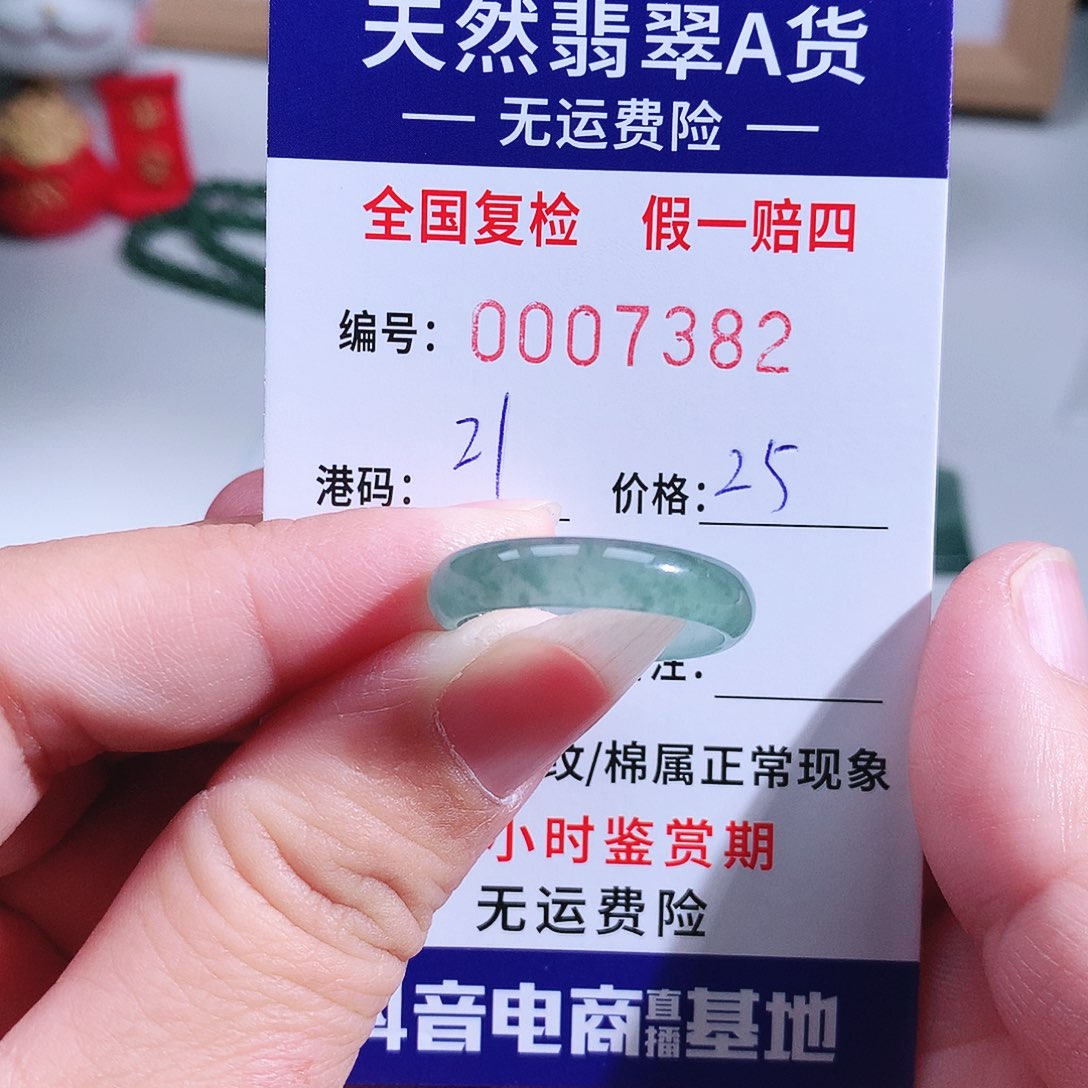 天然翡翠A货
— 无运费险 —
全国复检 假一赔四
编号：0007382
港码：21 价格：25
注：
纹/棉属正常现象
小时鉴赏期
无运费险
抖音电商直播基地